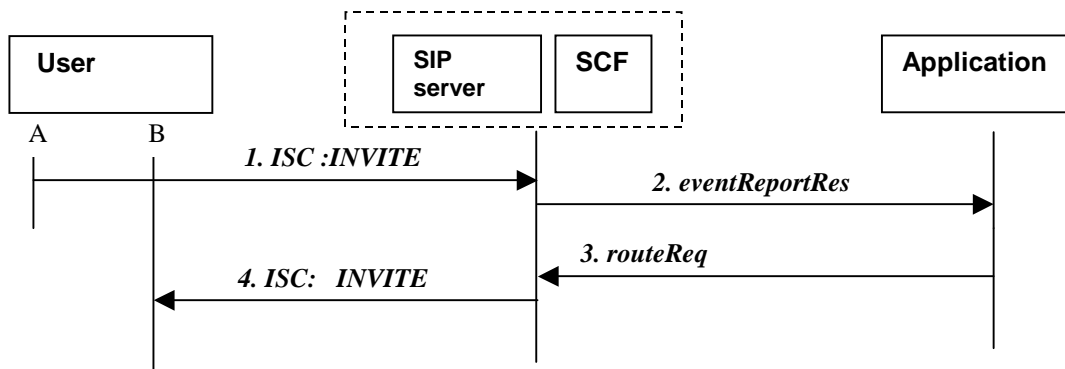 User
SIP
server
SCF
Application
A
B
1. ISC :INVITE
2. eventReportRes
3. routeReq
4. ISC: INVITE